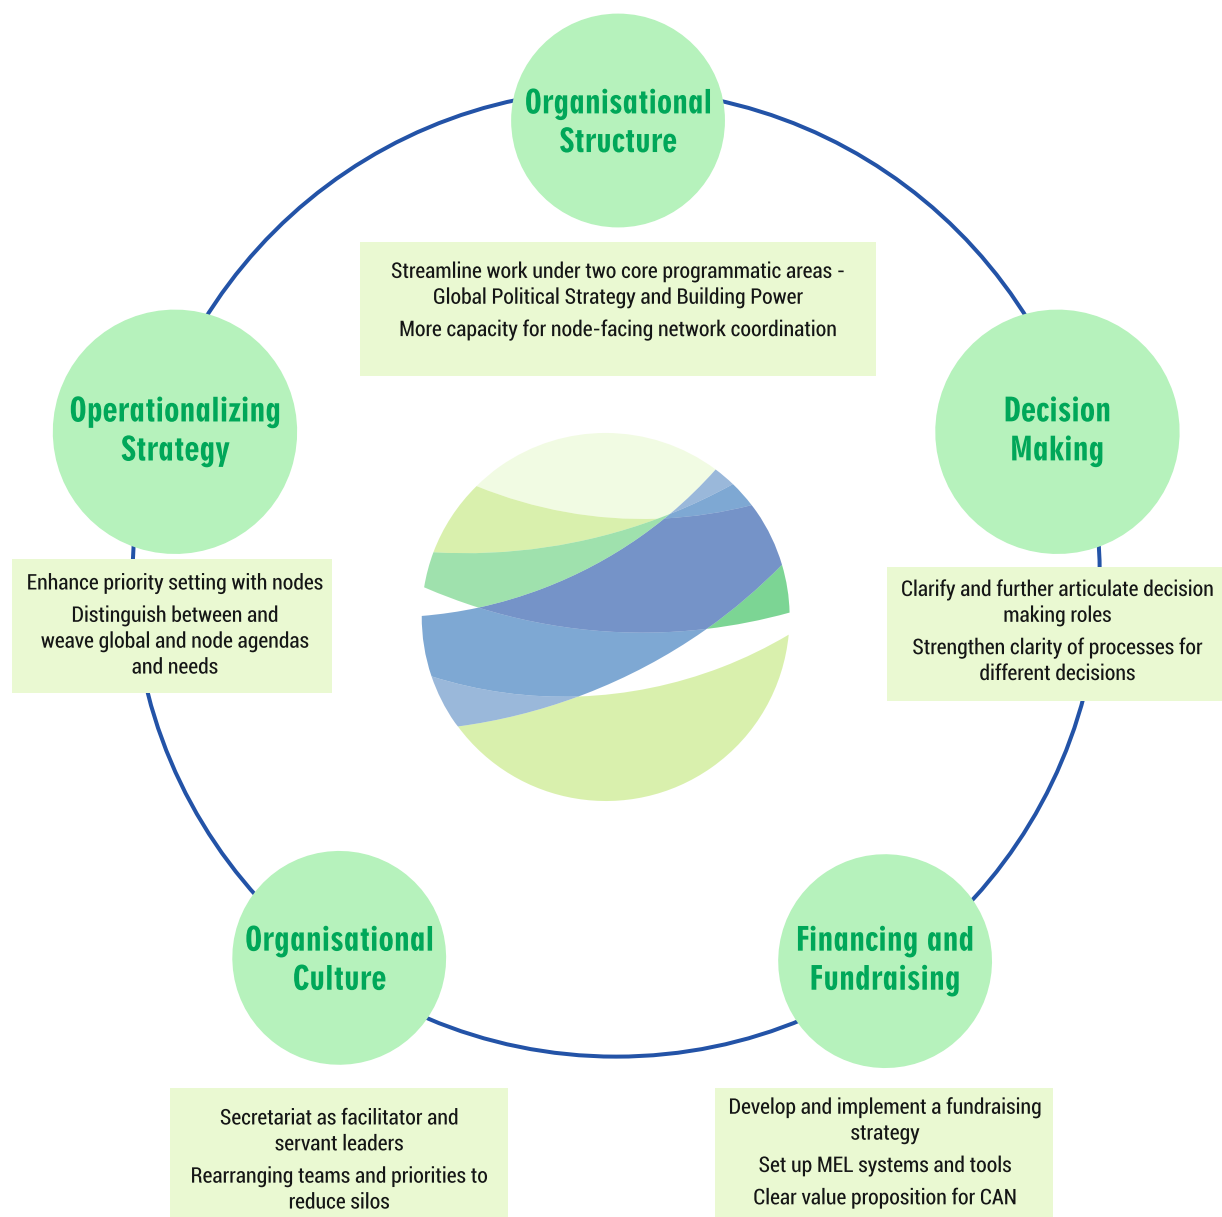 Organisational
Structure
Streamline work under two core programmatic areas -
Global Political Strategy and Building Power
More capacity for node-facing network coordination
Operationalizing
Strategy
Enhance priority setting with nodes
Distinguish between and
weave global and node agendas
and needs
Decision
Making
Clarify and further articulate decision
making roles
Strengthen clarity of processes for
different decisions
Organisational
Culture
Secretariat as facilitator and
servant leaders
Rearranging teams and priorities to
reduce silos
Financing and
Fundraising
Develop and implement a fundraising
strategy
Set up MEL systems and tools
Clear value proposition for CAN